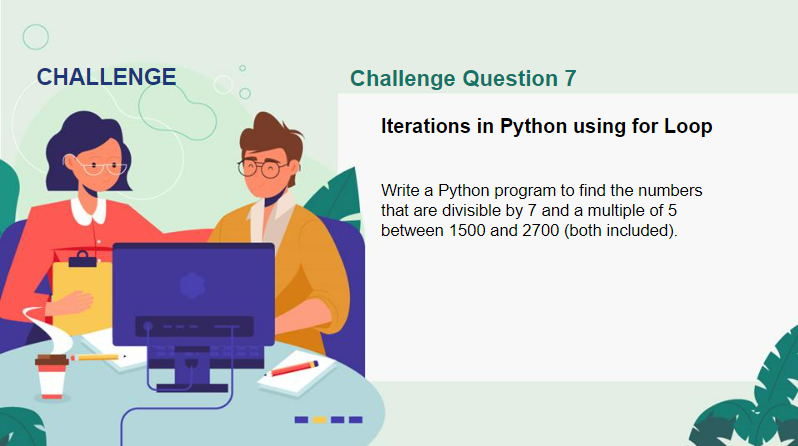 CHALLENGE
Challenge Question 7
Iterations in Python using for Loop
Write a Python program to find the numbers
that are divisible by 7 and a multiple of 5
between 1500 and 2700 (both included).